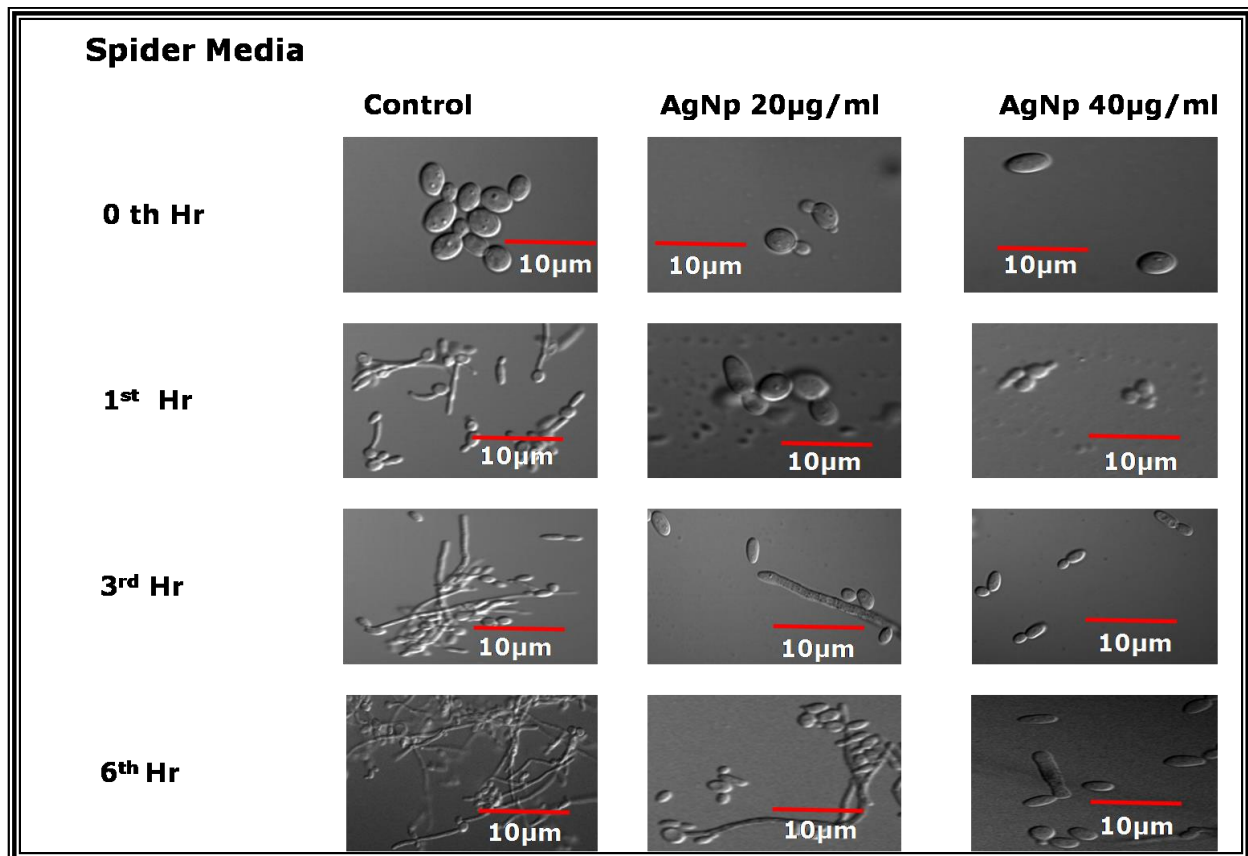 Spider Media
Control AgNp 20µg/ml AgNp 40µg/ml
0 th Hr
10µm 10µm 10µm
1st Hr
10µm 10µm 10µm
3rd Hr
10µm 10µm 10µm
6th Hr
10µm 10µm 10µm